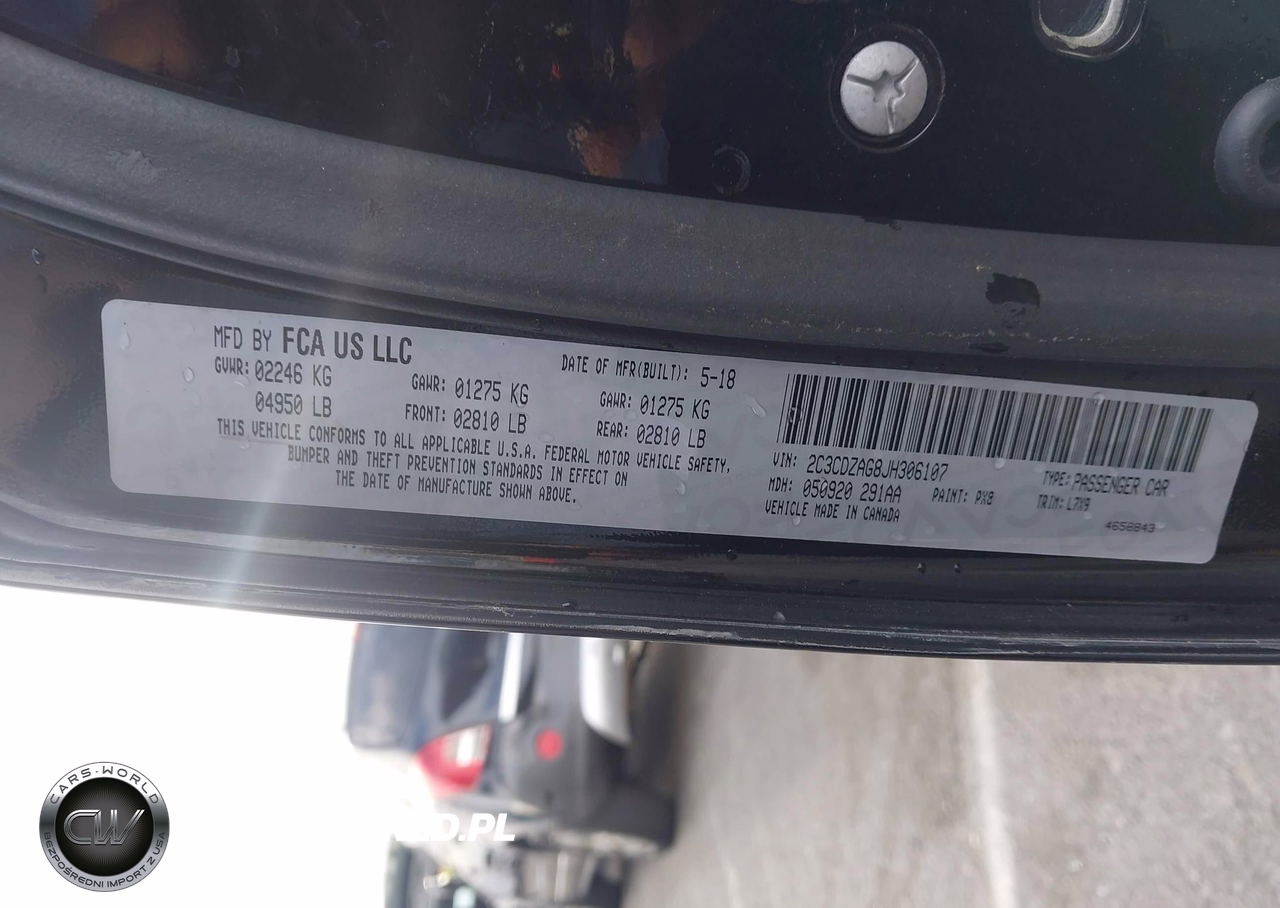 MFD BY FCA US LLC
DATE OF MFR(BUILT): 5-18
GVWR: 02246 KG
04950 LB
GAWR: 01275 KG
FRONT: 02810 LB
GAWR: 01275 KG
REAR: 02810 LB
THIS VEHICLE CONFORMS TO ALL APPLICABLE U.S.A. FEDERAL MOTOR VEHICLE SAFETY,
BUMPER AND THEFT PREVENTION STANDARDS IN EFFECT ON
THE DATE OF MANUFACTURE SHOWN ABOVE.
VIN: 2C3CDZAG8JH306107
TYPE: PASSENGER CAR
MDH: 050920 291AA
PAINT: PX8
TRIM: L7X9
VEHICLE MADE IN CANADA
4658843
CARS-WORLD
CW
BEZPOŚREDNI IMPORT Z USA
D.PL